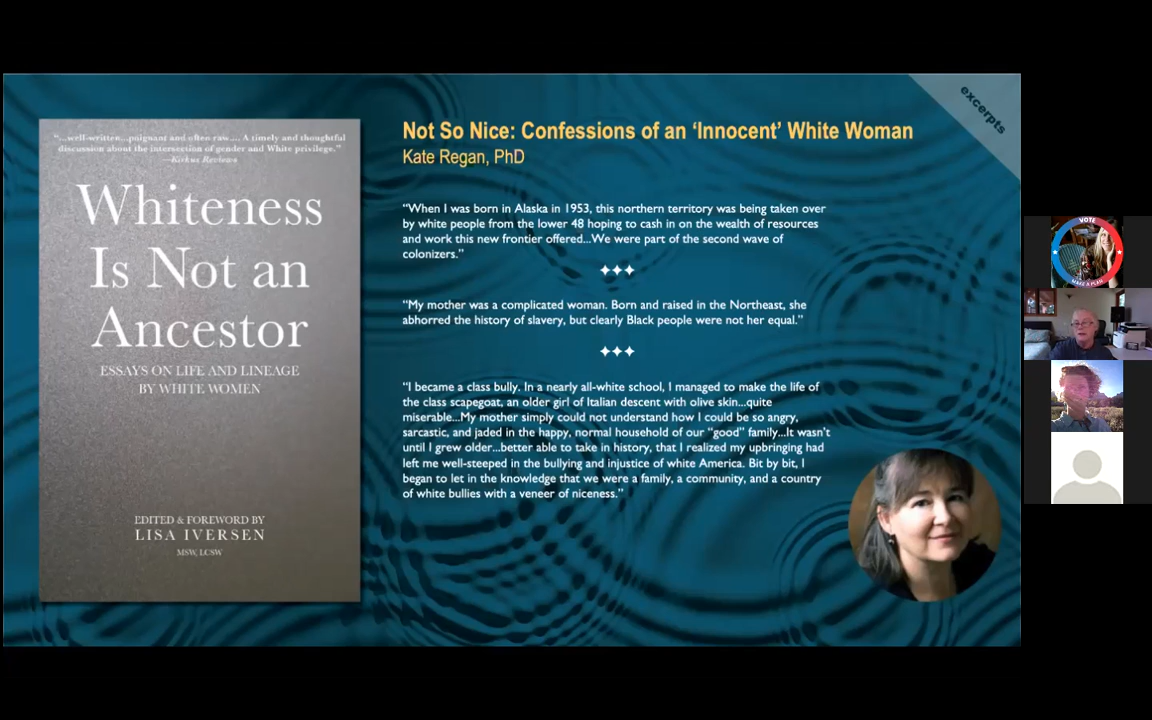 excerpts
"...well-written...poignant and often raw.... A timely and thoughtful
discussion about the intersection of gender and White privilege."
—Kirkus Reviews
Whiteness
Is Not an
Ancestor
ESSAYS ON LIFE AND LINEAGE
BY WHITE WOMEN
EDITED & FOREWORD BY
LISA IVERSEN
MSW, LCSW
Not So Nice: Confessions of an ‘Innocent’ White Woman
Kate Regan, PhD
“When I was born in Alaska in 1953, this northern territory was being taken over
by white people from the lower 48 hoping to cash in on the wealth of resources
and work this new frontier offered...We were part of the second wave of
colonizers.”
“My mother was a complicated woman. Born and raised in the Northeast, she
abhorred the history of slavery, but clearly Black people were not her equal.”
“I became a class bully. In a nearly all-white school, I managed to make the life of
the class scapegoat, an older girl of Italian descent with olive skin...quite
miserable...My mother simply could not understand how I could be so angry,
sarcastic, and jaded in the happy, normal household of our “good” family...It wasn’t
until I grew older...better able to take in history, that I realized my upbringing had
left me well-steeped in the bullying and injustice of white America. Bit by bit, I
began to let in the knowledge that we were a family, a community, and a country
of white bullies with a veneer of niceness.”
VOTE
MAKE A PLAN